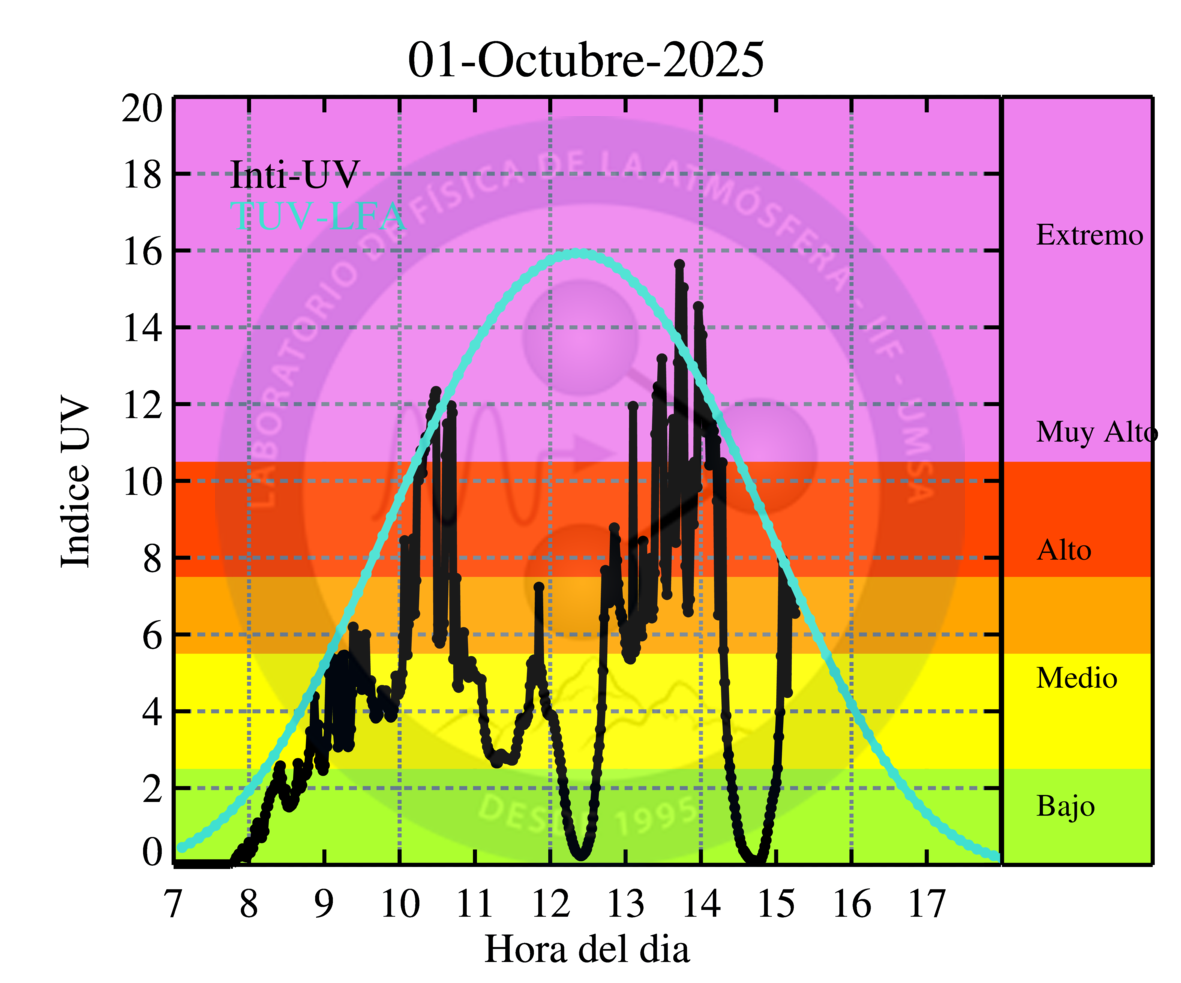 01-Octubre-2025
20
18
16
14
12
10
8
6
4
2
0
Indice UV
Inti-UV
TUV-LFA
LABORATORIO DE FÍSICA DE LA ATMÓSFERA - IIF - UMSA
DESDE 1995
Extremo
Muy Alto
Alto
Medio
Bajo
7 8 9 10 11 12 13 14 15 16 17
Hora del dia